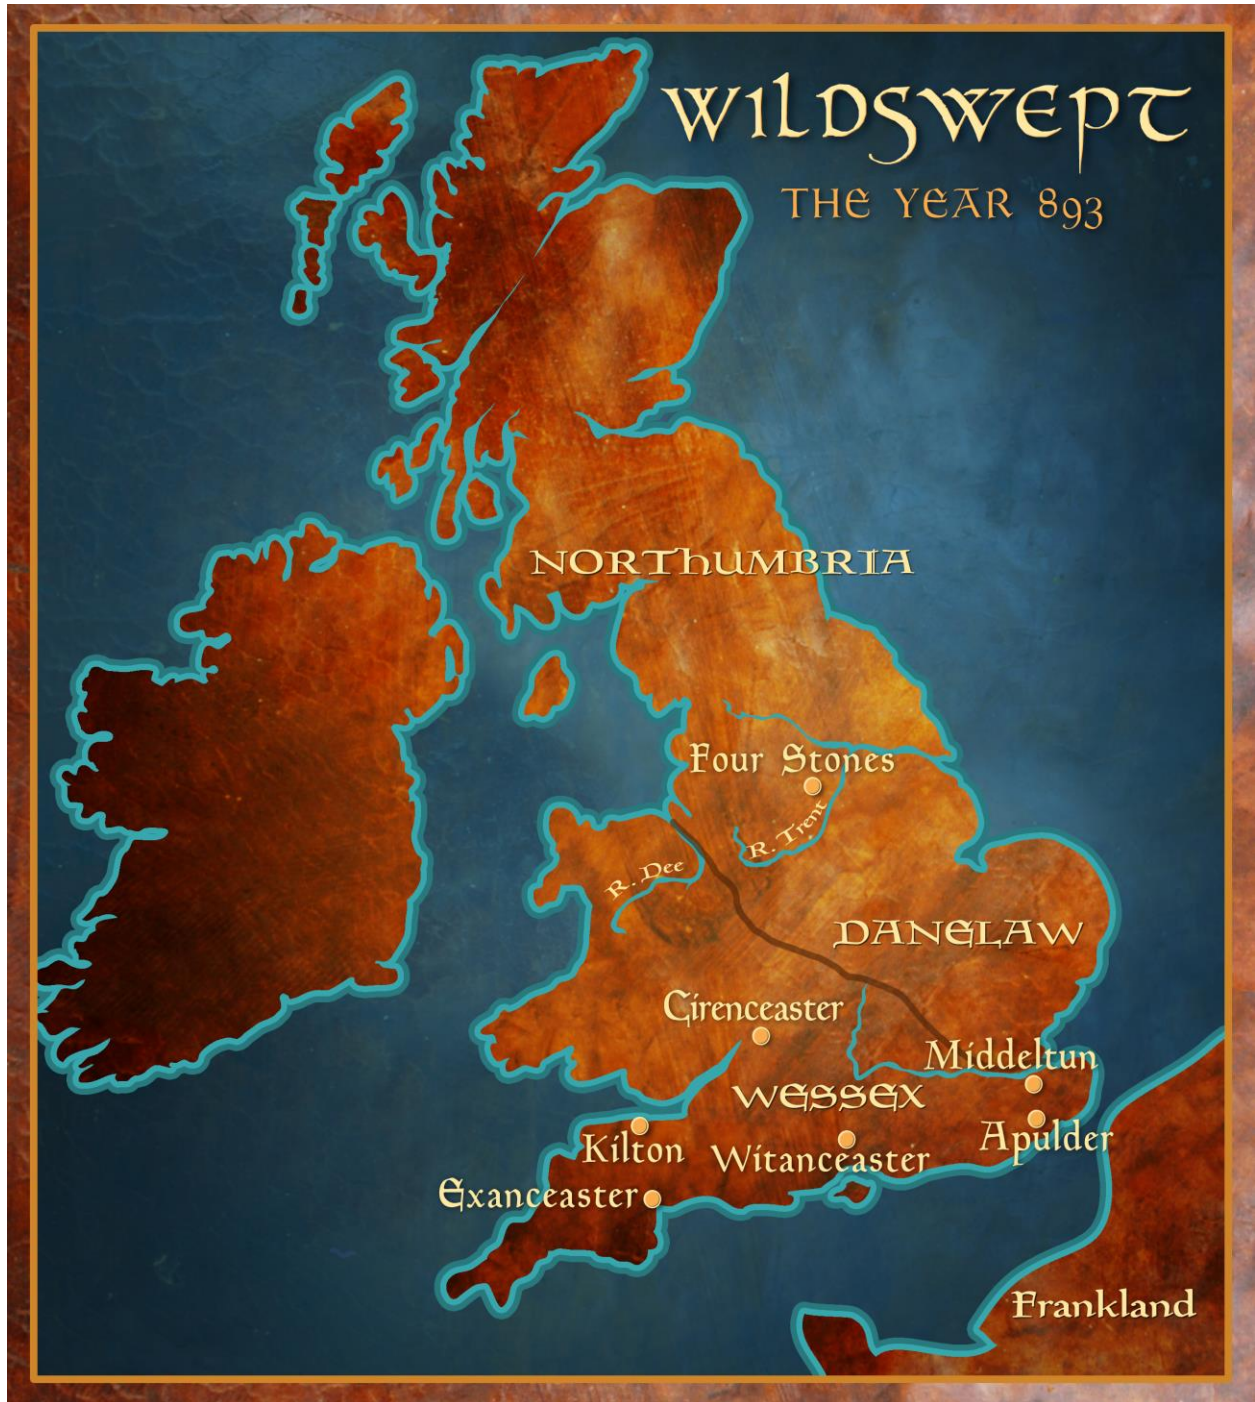 WILDSWEPT
THE YEAR 893
NORThUMBRIA
Four Stones
R. Trent
R. Dee
DANELAW
Cirenceaster
Middeltun
WESSEX
Apulder
Kilton
Witanceaster
Exanceaster
Frankland